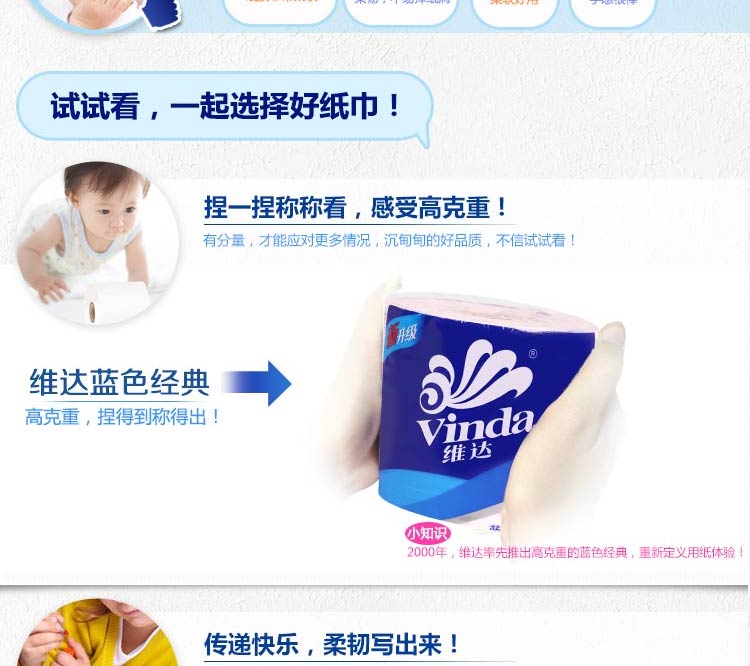 试试看，一起选择好纸巾！
捏一捏称称看，感受高克重！
有分量，才能应对更多情况，沉甸甸的好品质，不信试试看！
新升级
®
维达蓝色经典
高克重，捏得到称得出！
Vinda
维达
小知识
2000年，维达率先推出高克重的蓝色经典，重新定义用纸体验！
传递快乐，柔韧写出来！